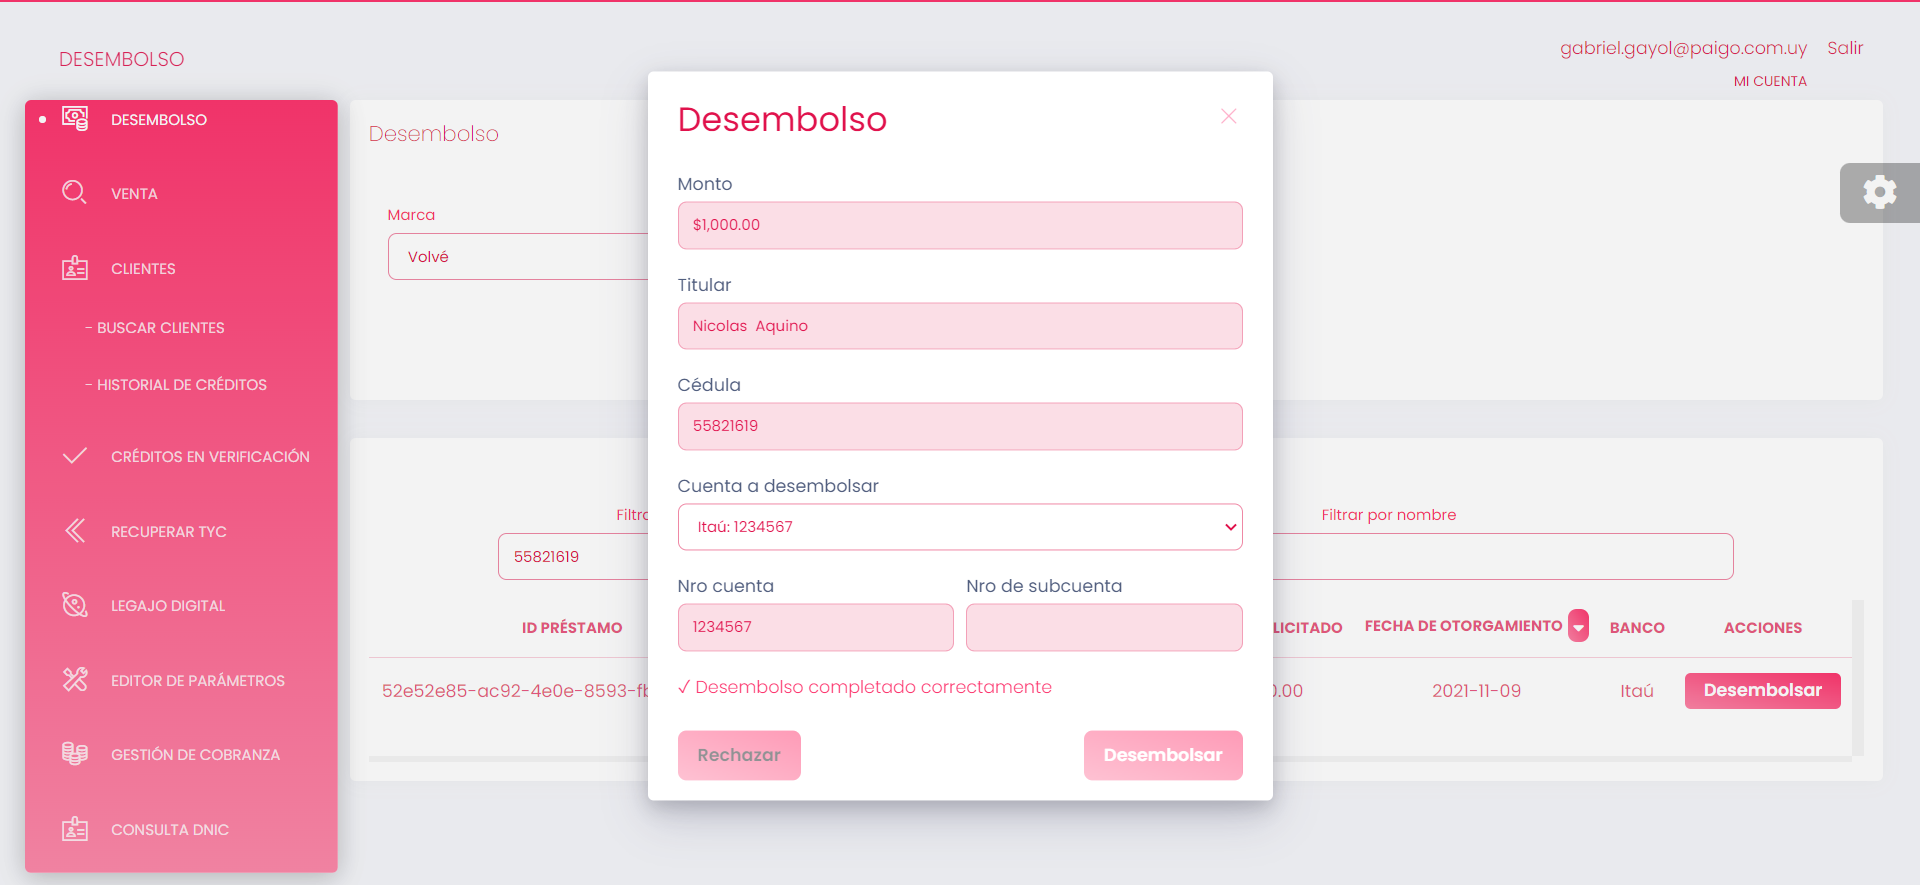 DESEMBOLSO
gabriel.gayol@paigo.com.uy Salir
MI CUENTA
DESEMBOLSO
VENTA
CLIENTES
- BUSCAR CLIENTES
- HISTORIAL DE CRÉDITOS
CRÉDITOS EN VERIFICACIÓN
RECUPERAR TYC
LEGAJO DIGITAL
EDITOR DE PARÁMETROS
GESTIÓN DE COBRANZA
CONSULTA DNIC
Desembolso
Marca
Volvé
Filtrar por nombre
55821619
ID PRÉSTAMO
FECHA DE OTORGAMIENTO BANCO ACCIONES
52e52e85-ac92-4e0e-8593-
2021-11-09 Itaú Desembolsar
Desembolso
Monto
$1,000.00
Titular
Nicolas Aquino
Cédula
55821619
Cuenta a desembolsar
Itaú: 1234567
Nro cuenta Nro de subcuenta
1234567
✓ Desembolso completado correctamente
Rechazar Desembolsar